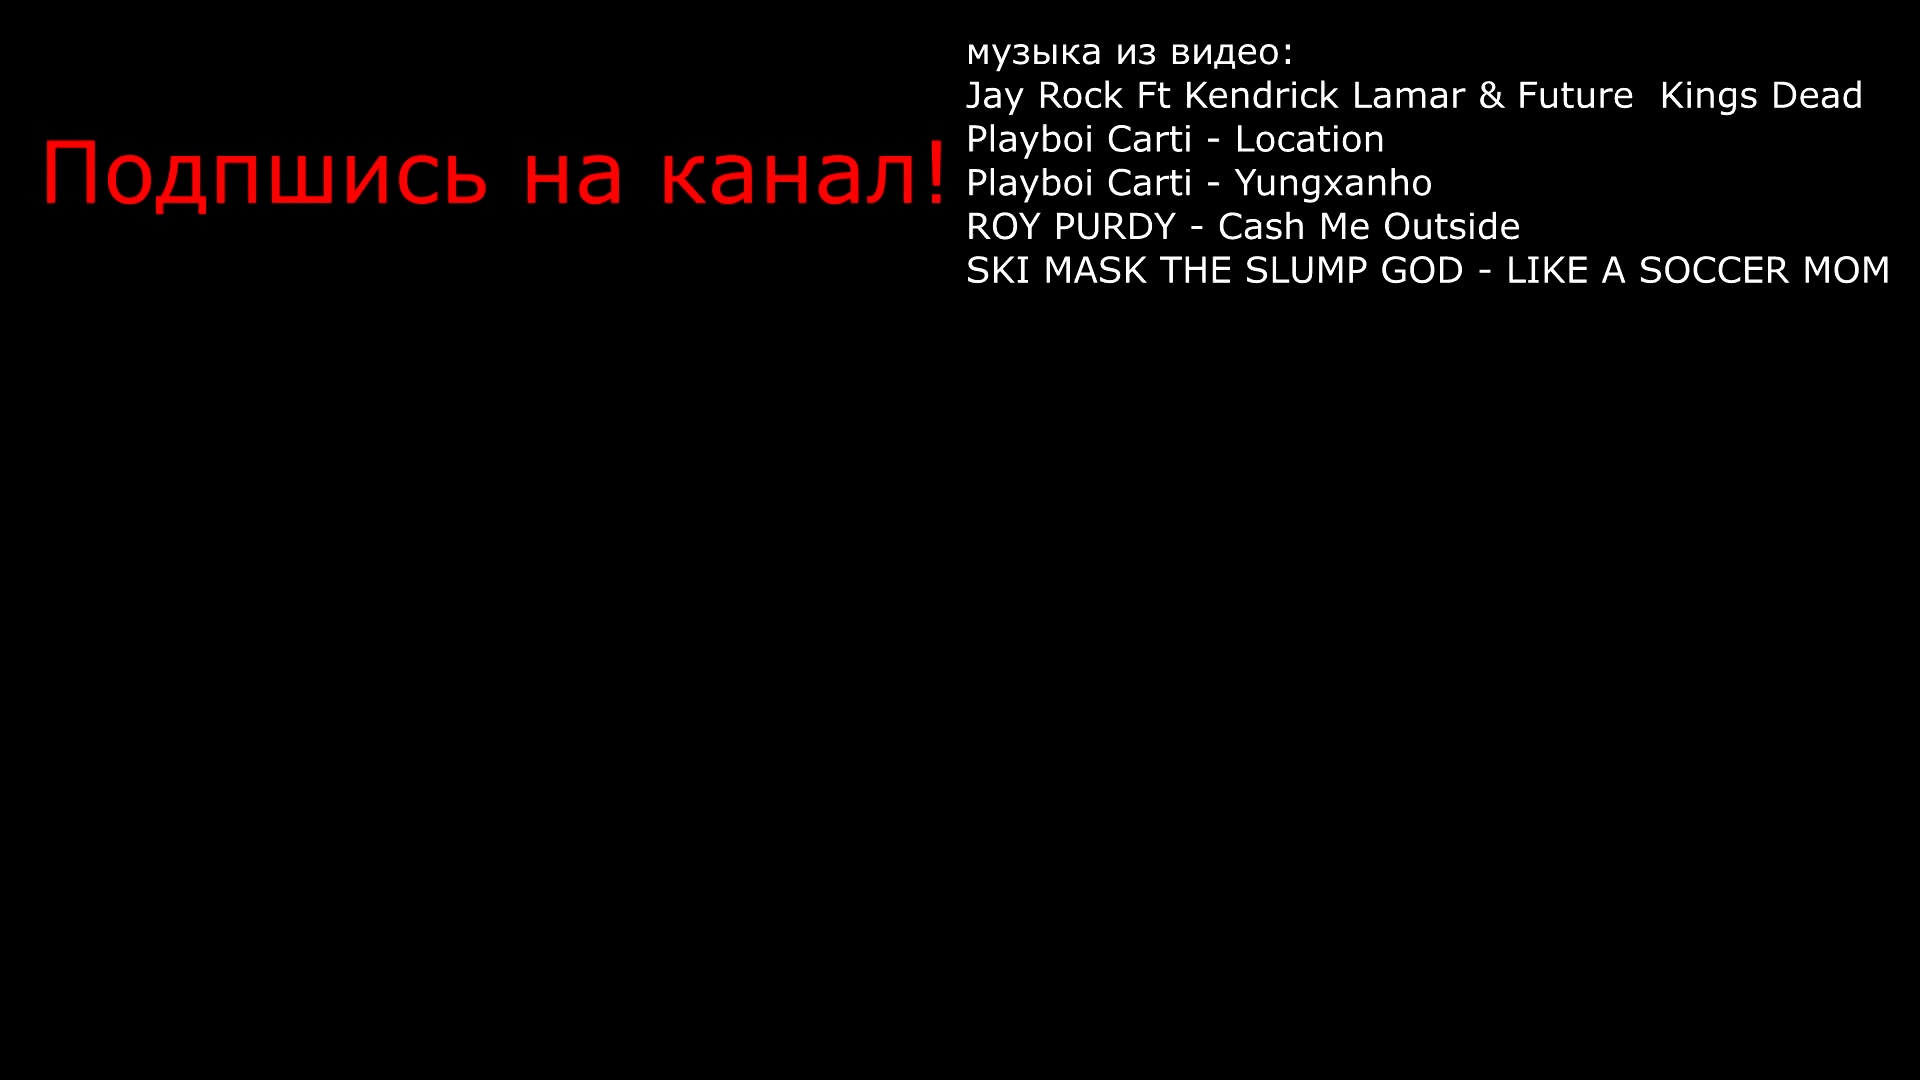 Подпшись на канал!
музыка из видео:
Jay Rock Ft Kendrick Lamar & Future  Kings Dead
Playboi Carti - Location
Playboi Carti - Yungxanho
ROY PURDY - Cash Me Outside
SKI MASK THE SLUMP GOD - LIKE A SOCCER MOM